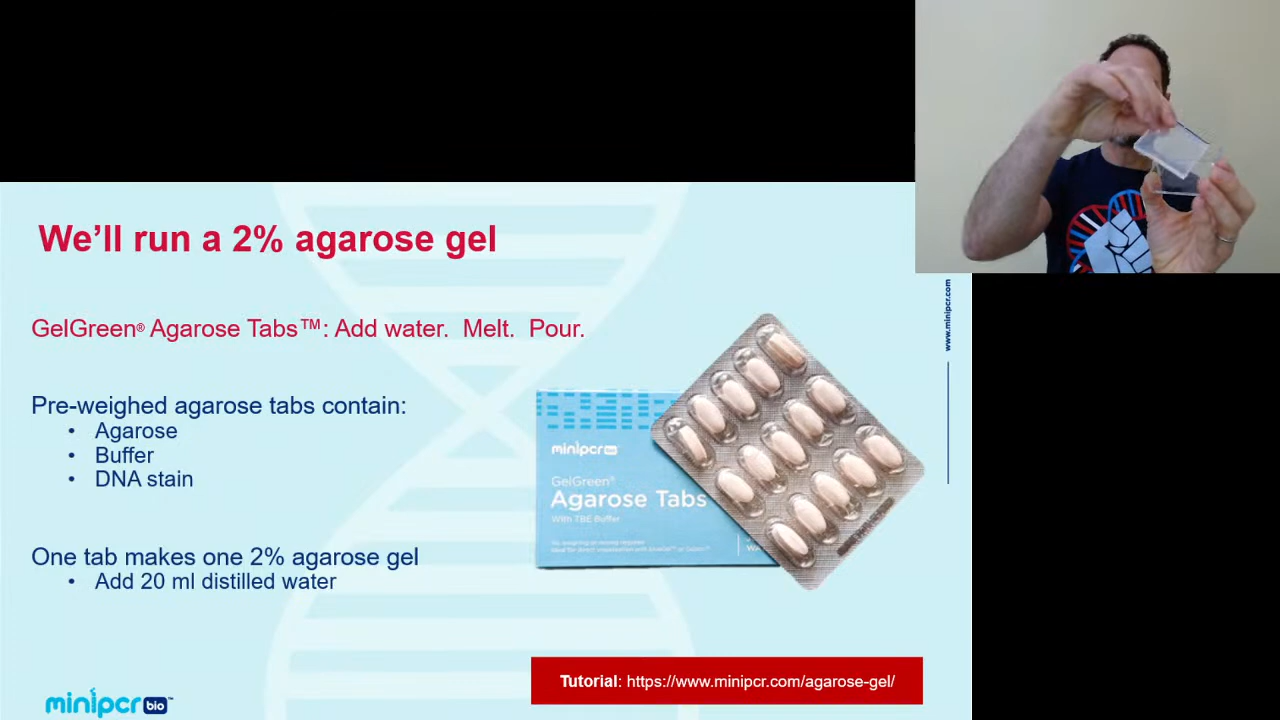 We'll run a 2% agarose gel
GelGreen® Agarose Tabs™: Add water. Melt. Pour.
Pre-weighed agarose tabs contain:
• Agarose
• Buffer
• DNA stain
One tab makes one 2% agarose gel
• Add 20 ml distilled water
minipcr bio
GelGreen®
Agarose Tabs
With TBE Buffer
Tutorial: https://www.minipcr.com/agarose-gel/
minipcr bio™
www.minipcr.com